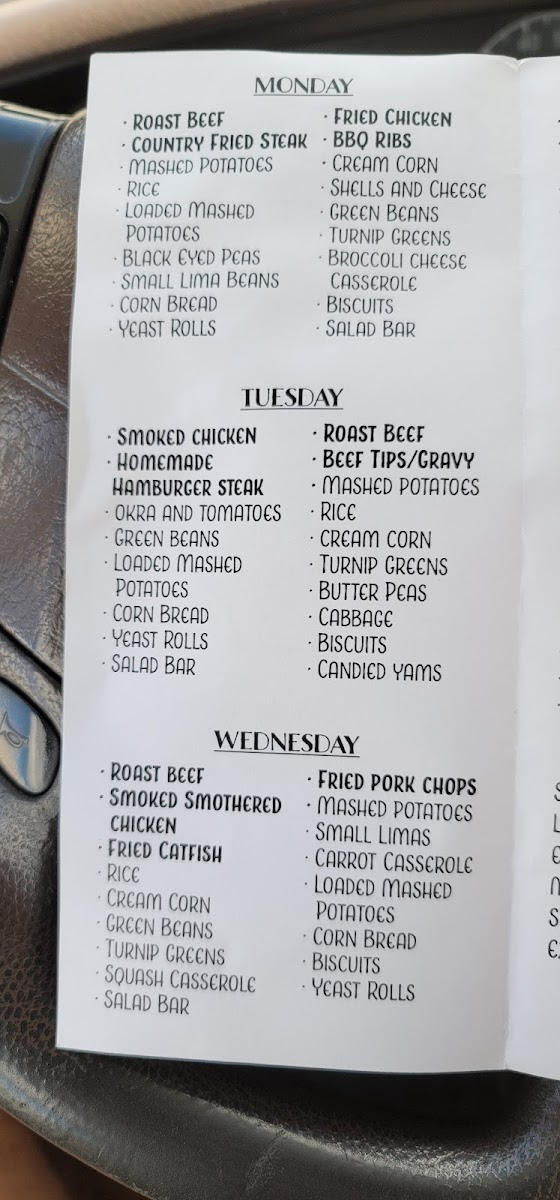 MONDAY
· ROAST BEEF
· COUNTRY FRIED STEAK
· MASHED POTATOES
· RICE
· LOADED MASHED
POTATOES
· BLACK EYED PEAS
· SMALL LIMA BEANS
· CORN BREAD
· YEAST ROLLS
· FRIED CHICKEN
· BBQ RIBS
· CREAM CORN
· SHELLS AND CHEESE
· GREEN BEANS
· TURNIP GREENS
· BROCCOLI CHEESE
CASSEROLE
· BISCUITS
· SALAD BAR
TUESDAY
· SMOKED CHICKEN
· HOMEMADE
HAMBURGER STEAK
· OKRA AND TOMATOES
· GREEN BEANS
· LOADED MASHED
POTATOES
· CORN BREAD
· YEAST ROLLS
· SALAD BAR
· ROAST BEEF
· BEEF TIPS/GRAVY
· MASHED POTATOES
· RICE
· CREAM CORN
· TURNIP GREENS
· BUTTER PEAS
· CABBAGE
· BISCUITS
· CANDIED YAMS
WEDNESDAY
· ROAST BEEF
· SMOKED SMOTHERED
CHICKEN
· FRIED CATFISH
· RICE
· CREAM CORN
· GREEN BEANS
· TURNIP GREENS
· SQUASH CASSEROLE
· SALAD BAR
· FRIED PORK CHOPS
· MASHED POTATOES
· SMALL LIMAS
· CARROT CASSEROLE
· LOADED MASHED
POTATOES
· CORN BREAD
· BISCUITS
· YEAST ROLLS